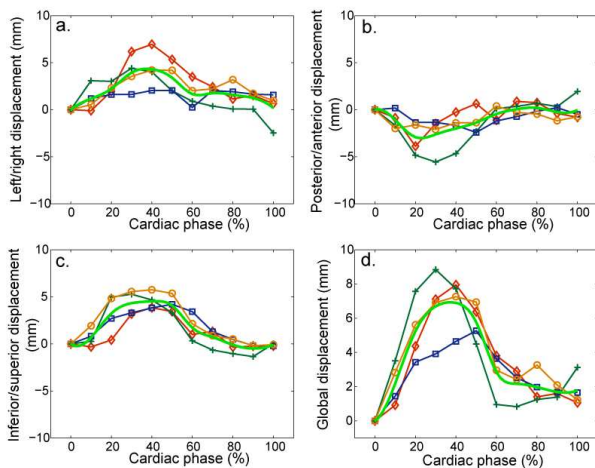 a.
Left/right displacement (mm)
10
5
0
−5
−10
0 20 40 60 80 100
Cardiac phase (%)
b.
Posterior/anterior displacement
(mm)
10
5
0
−5
−10
0 20 40 60 80 100
Cardiac phase (%)
c.
Inferior/superior displacement
(mm)
10
5
0
−5
−10
0 20 40 60 80 100
Cardiac phase (%)
d.
Global displacement (mm)
10
8
6
4
2
0
0 20 40 60 80 100
Cardiac phase (%)